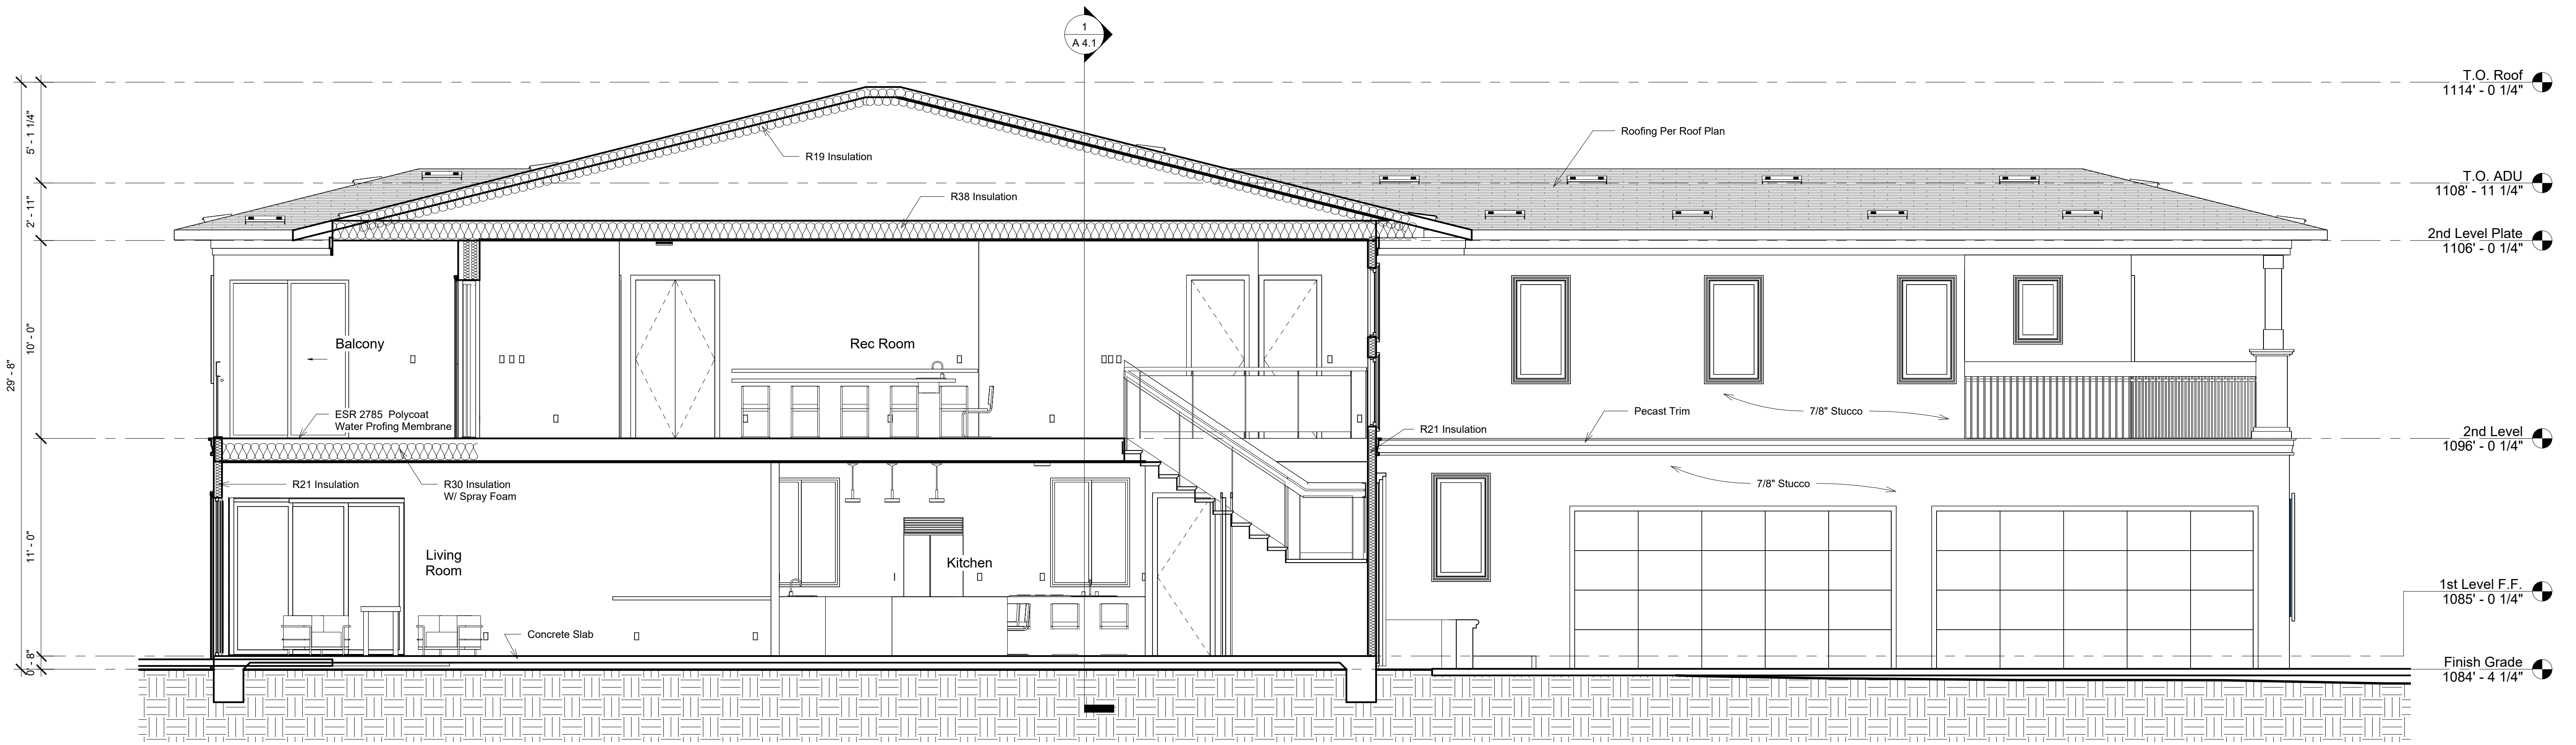 1
A 4.1
T.O. Roof
1114' - 0 1/4"
5' - 1 1/4"
Roofing Per Roof Plan
R19 Insulation
T.O. ADU
1108' - 11 1/4"
R38 Insulation
2' - 11"
2nd Level Plate
1106' - 0 1/4"
10' - 0"
29' - 8"
Balcony
Rec Room
ESR 2785 Polycoat
Water Profing Membrane
Pecast Trim
7/8" Stucco
R21 Insulation
2nd Level
1096' - 0 1/4"
R21 Insulation
R30 Insulation
W/ Spray Foam
7/8" Stucco
11' - 0"
Living
Room
Kitchen
1st Level F.F.
1085' - 0 1/4"
Concrete Slab
0' - 8"
Finish Grade
1084' - 4 1/4"